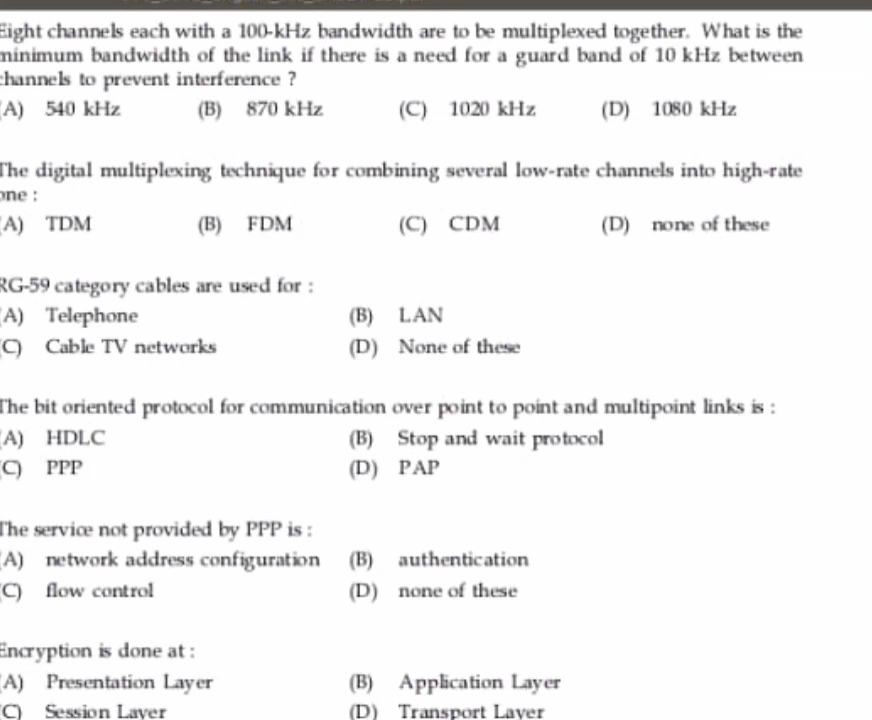 Eight channels each with a 100-kHz bandwidth are to be multiplexed together. What is the
minimum bandwidth of the link if there is a need for a guard band of 10 kHz between
channels to prevent interference ?
(A) 540 kHz (B) 870 kHz (C) 1020 kHz (D) 1080 kHz
The digital multiplexing technique for combining several low-rate channels into high-rate
one :
(A) TDM (B) FDM (C) CDM (D) none of these
RG-59 category cables are used for :
(A) Telephone (B) LAN
(C) Cable TV networks (D) None of these
The bit oriented protocol for communication over point to point and multipoint links is :
(A) HDLC (B) Stop and wait protocol
(C) PPP (D) PAP
The service not provided by PPP is :
(A) network address configuration (B) authentication
(C) flow control (D) none of these
Encryption is done at :
(A) Presentation Layer (B) Application Layer
(C) Session Layer (D) Transport Layer